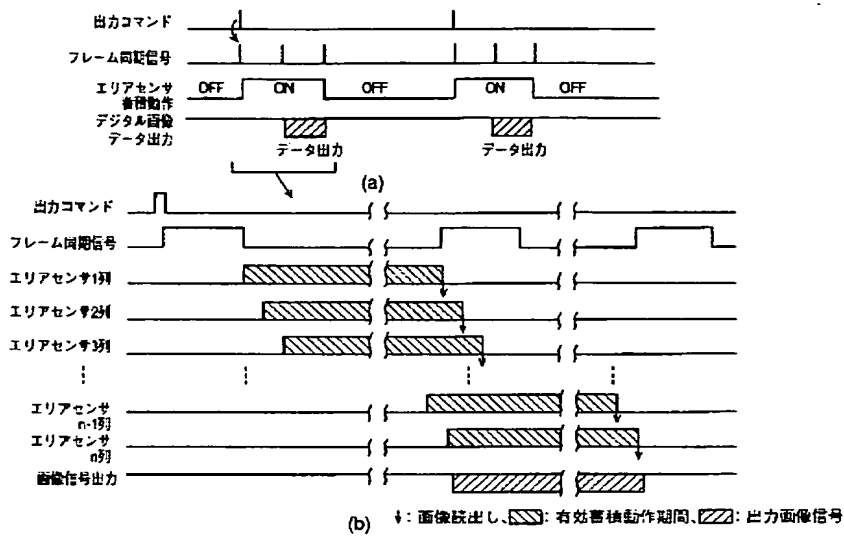 出力コマンド
フレーム同期信号
エリアセンサ
蓄積動作
OFF ON OFF ON OFF
デジタル画像
データ出力
データ出力 データ出力
(a)
出力コマンド
フレーム同期信号
エリアセンサ1列
エリアセンサ2列
エリアセンサ3列
エリアセンサ
n-1列
エリアセンサ
n列
画像信号出力
(b) ↓:画像読出し、 :有効蓄積動作期間、 :出力画像信号